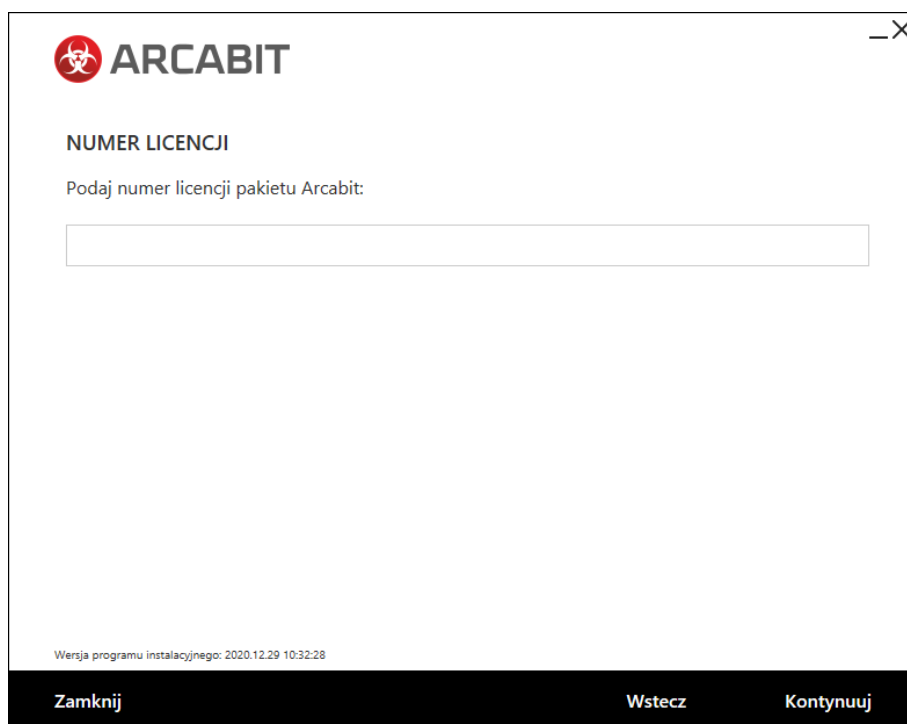 ARCABIT
NUMER LICENCJI
Podaj numer licencji pakietu Arcabit:
Wersja programu instalacyjnego: 2020.12.29 10:32:28
Zamknij Wstecz Kontynuuj